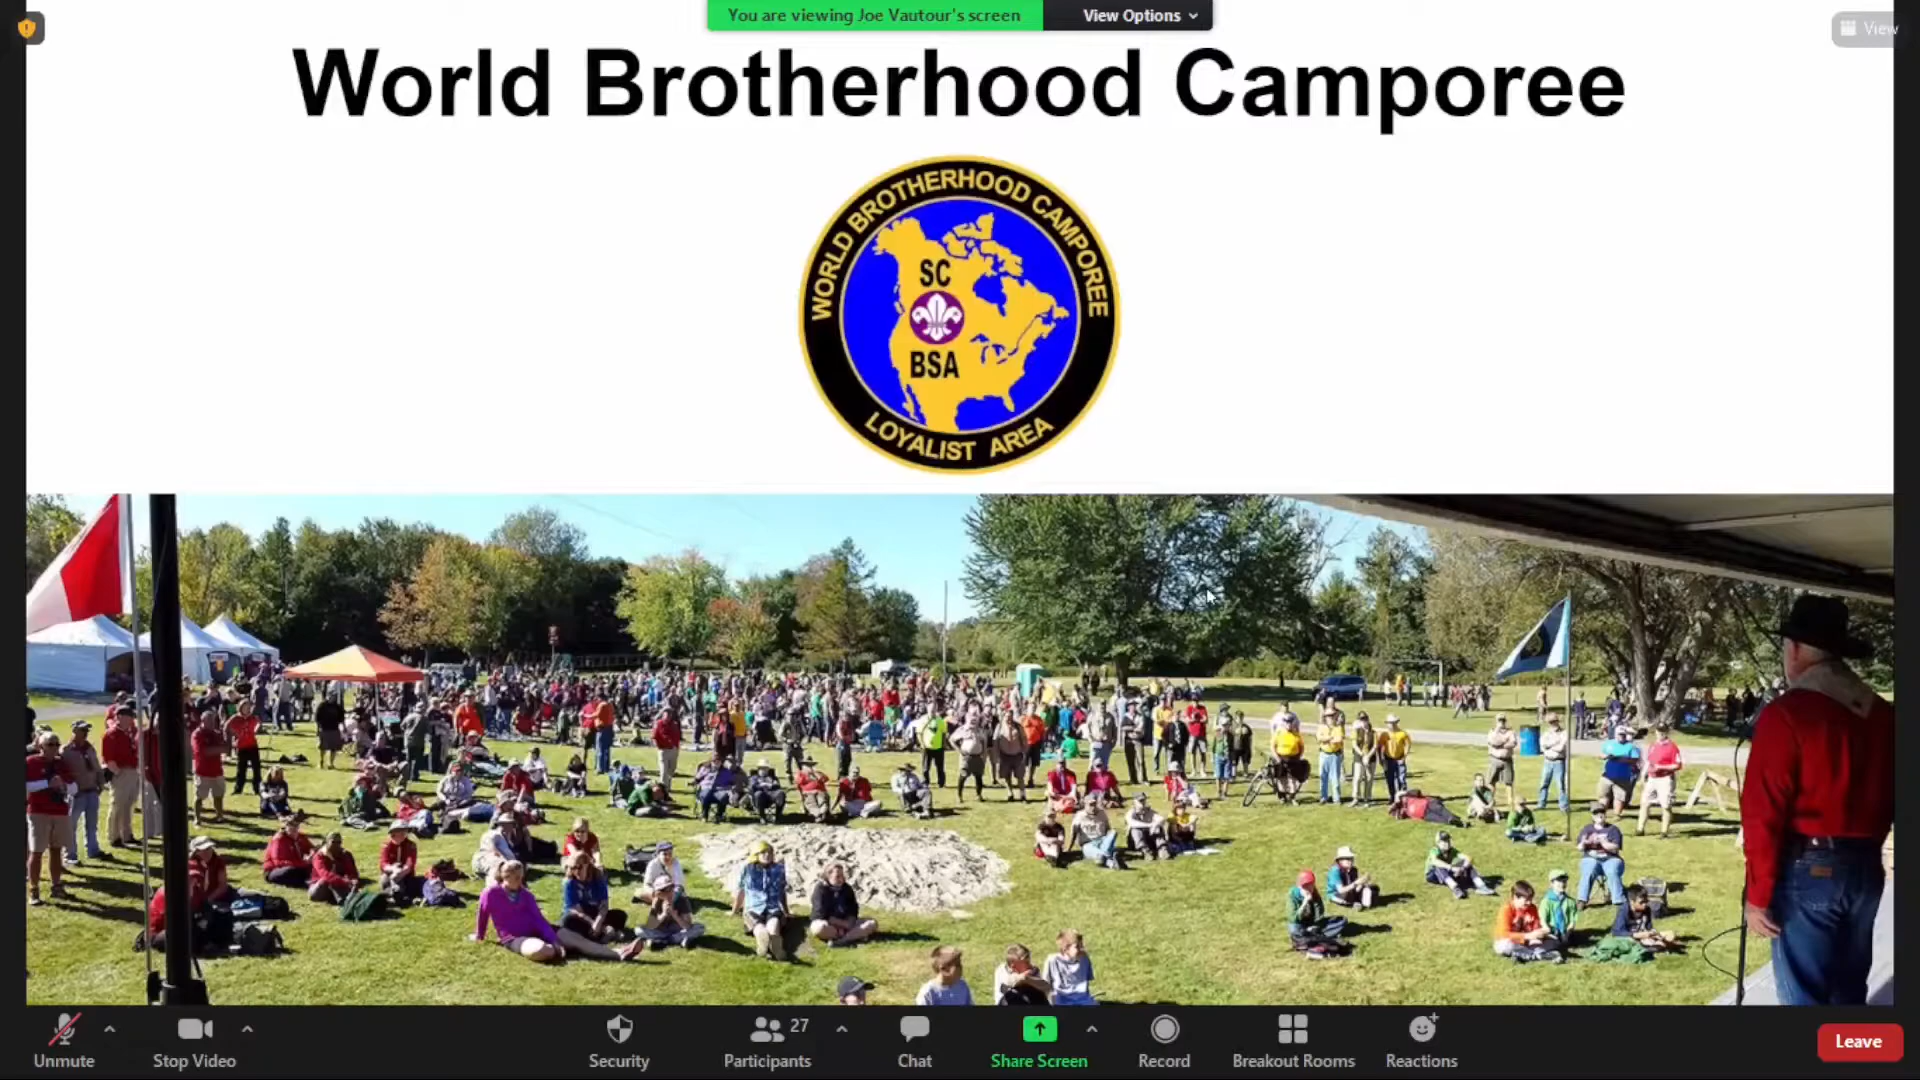 You are viewing Joe Vautour's screen
View Options
View
World Brotherhood Camporee
WORLD BROTHERHOOD CAMPOREE
SC
BSA
LOYALIST AREA
Unmute
Stop Video
Security
27
Participants
Chat
Share Screen
Record
Breakout Rooms
Reactions
Leave